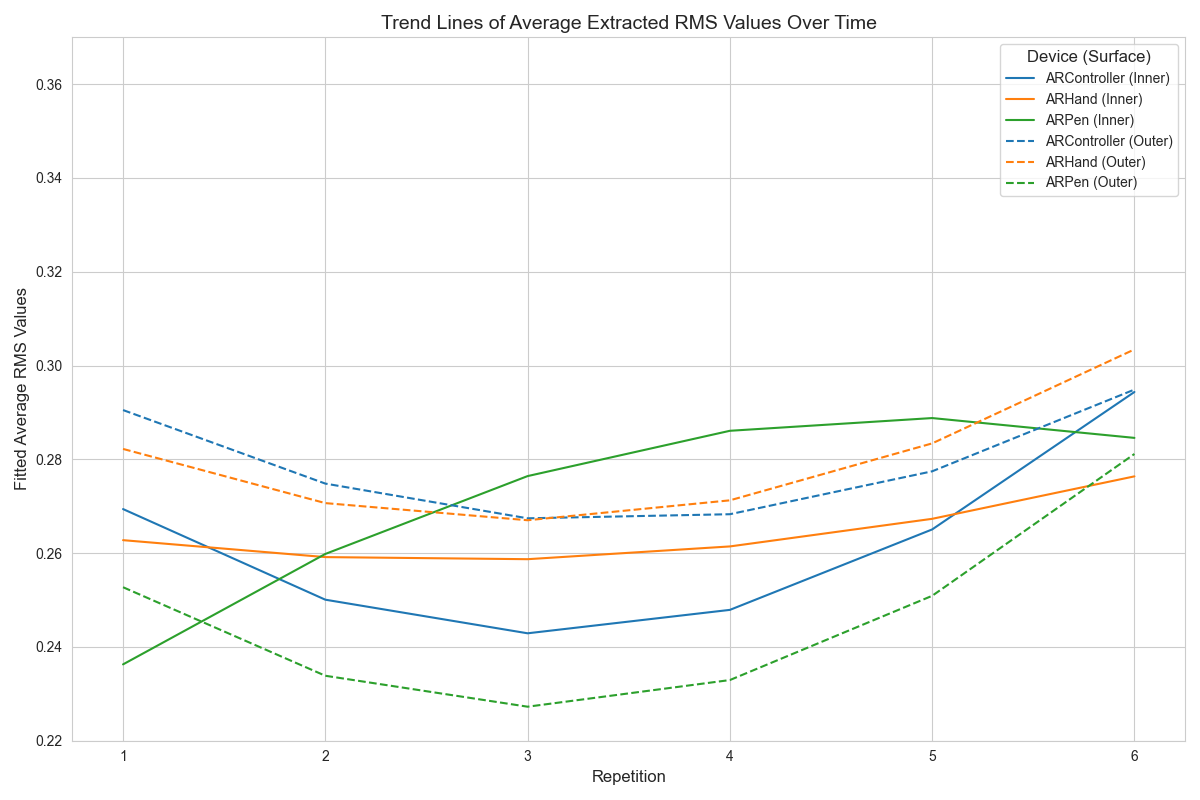 Trend Lines of Average Extracted RMS Values Over Time
Device (Surface)
ARController (Inner)
ARHand (Inner)
ARPen (Inner)
ARController (Outer)
ARHand (Outer)
ARPen (Outer)
Fitted Average RMS Values
0.36
0.34
0.32
0.30
0.28
0.26
0.24
0.22
1 2 3 4 5 6
Repetition